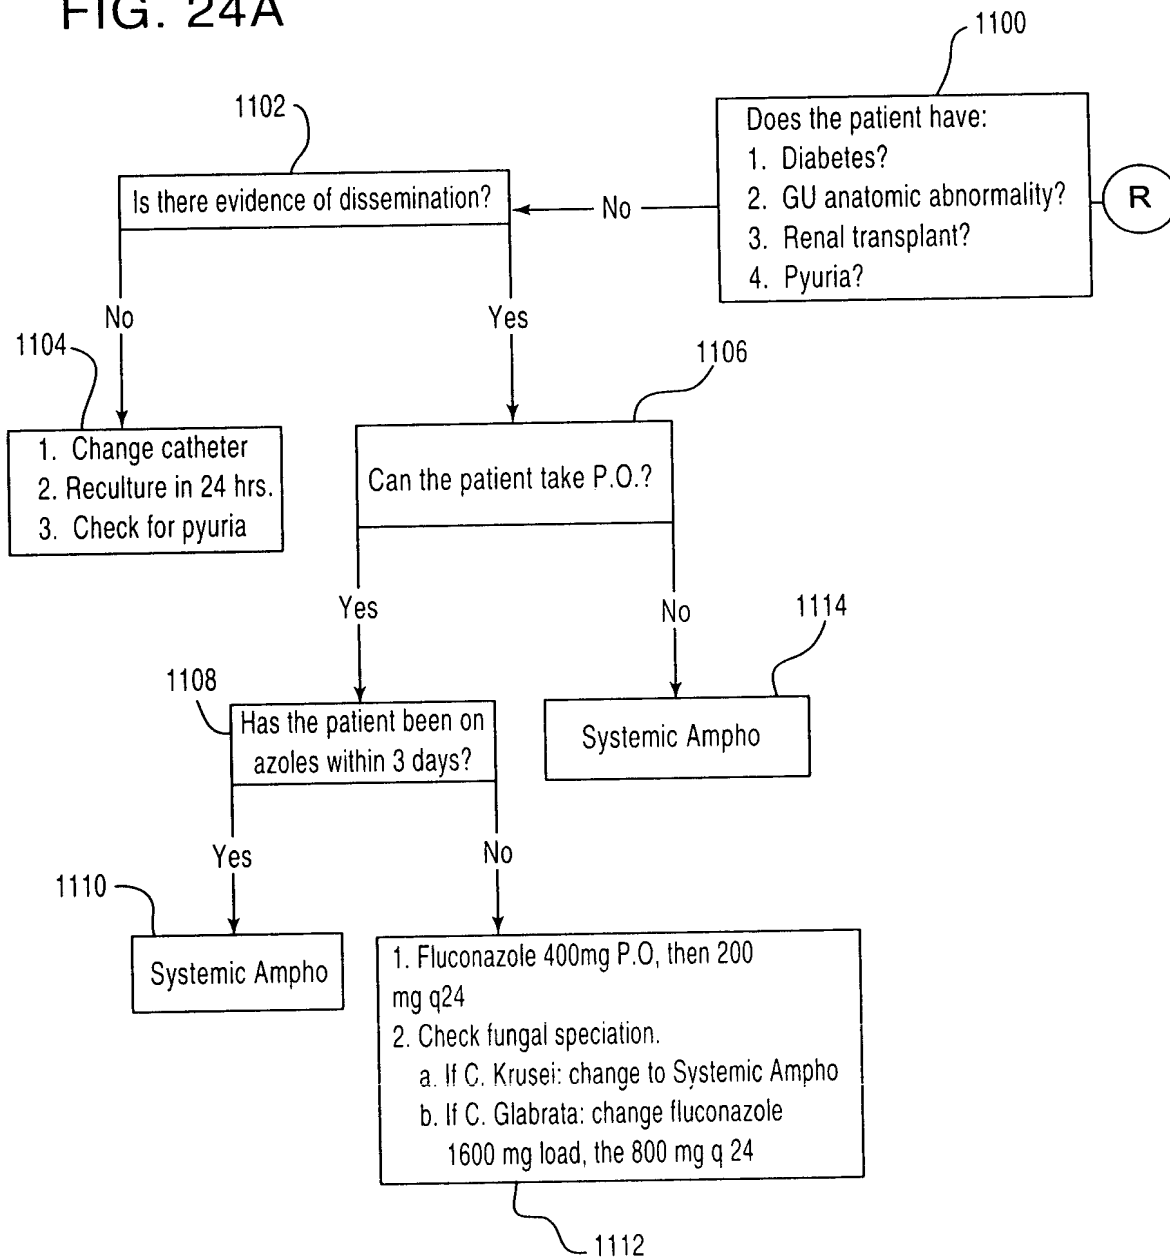 FIG. 24A
1100
Does the patient have:
1. Diabetes?
2. GU anatomic abnormality?
3. Renal transplant?
4. Pyuria?
R
No
1102
Is there evidence of dissemination?
No
Yes
1104
1. Change catheter
2. Reculture in 24 hrs.
3. Check for pyuria
1106
Can the patient take P.O.?
Yes
No
1108
Has the patient been on
azoles within 3 days?
1114
Systemic Ampho
Yes
No
1110
Systemic Ampho
1. Fluconazole 400mg P.O, then 200
mg q24
2. Check fungal speciation.
a. If C. Krusei: change to Systemic Ampho
b. If C. Glabrata: change fluconazole
1600 mg load, the 800 mg q 24
1112